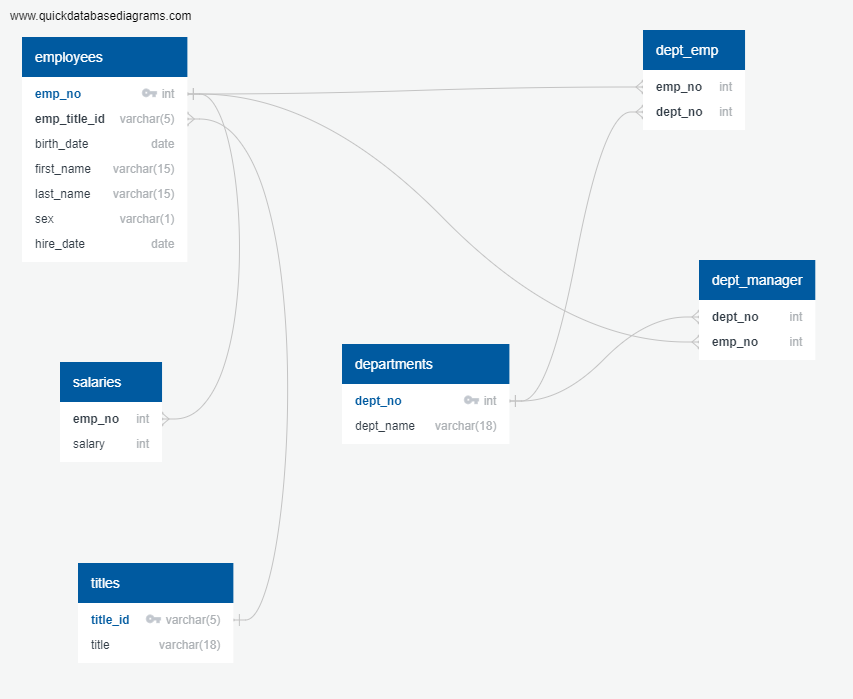 www.quickdatabasediagrams.com
employees
emp_no int
emp_title_id varchar(5)
birth_date date
first_name varchar(15)
last_name varchar(15)
sex varchar(1)
hire_date date
dept_emp
emp_no int
dept_no int
dept_manager
dept_no int
emp_no int
departments
dept_no int
dept_name varchar(18)
salaries
emp_no int
salary int
titles
title_id varchar(5)
title varchar(18)